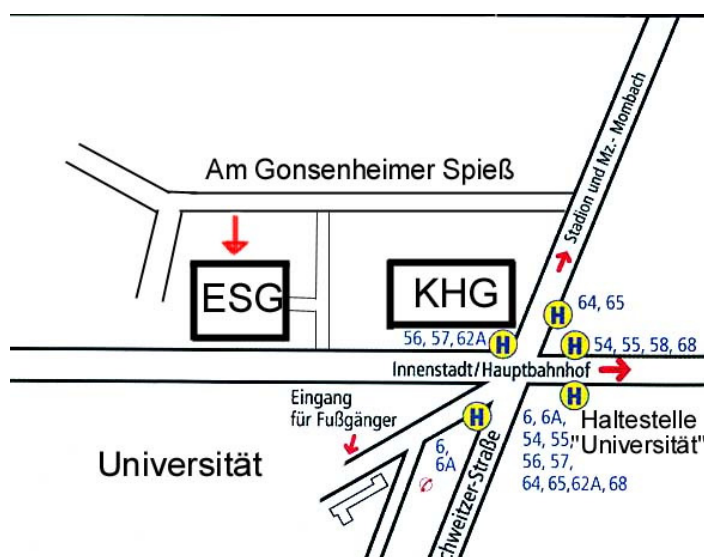 Am Gonsenheimer Spieß
Stadion und Mz.- Mombach
ESG
KHG
H
64, 65
56, 57, 62A
H
H
54, 55, 58, 68
Innenstadt/Hauptbahnhof
Eingang
für Fußgänger
H
H
Haltestelle
"Universität"
6, 6A,
54, 55,
56, 57,
64, 65,62A, 68
6,
6A
Universität
chweitzer-Straße